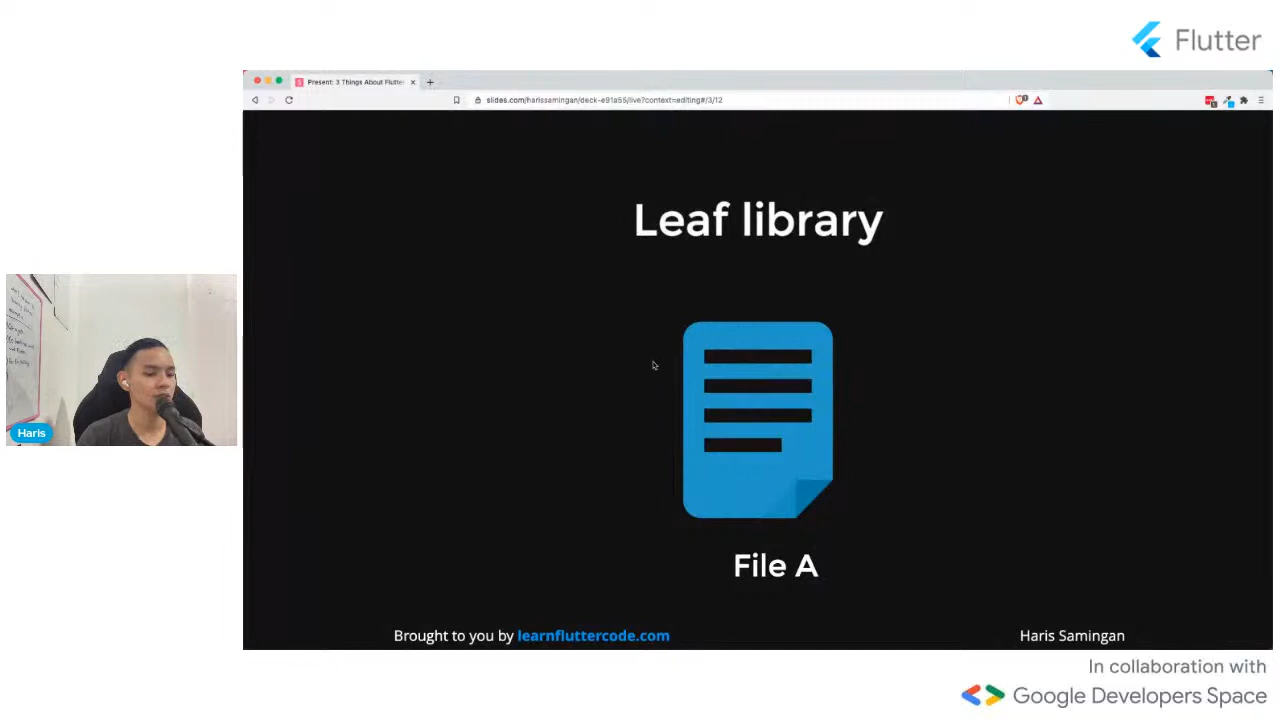 Flutter
Present: 3 Things About Flutter
slides.com/harissamingan/deck-e91a55/live?context=editing#/3/12
Leaf library
File A
Haris
Brought to you by learnfluttercode.com
Haris Samingan
In collaboration with
Google Developers Space